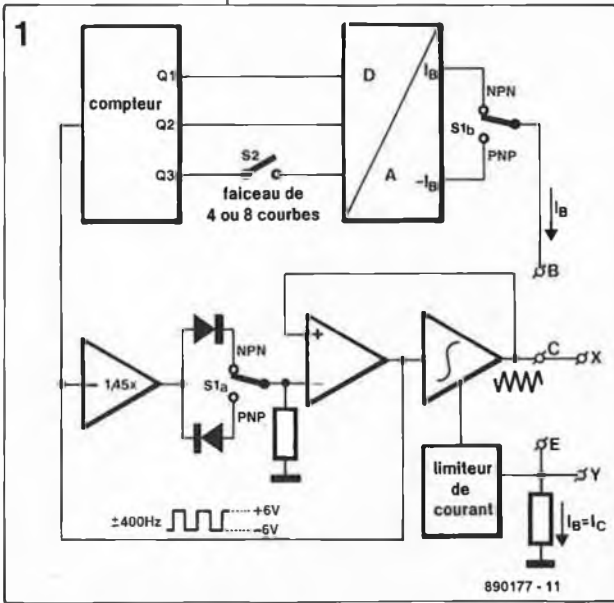 1
compteur
Q1
Q2
Q3
S2
faiceau de
4 ou 8 courbes
D
A
IB
-IB
NPN
S1b
PNP
IB
B
- 1,45x
NPN
S1a
PNP
+
-
∫
C
X
E
Y
limiteur
de
courant
±400Hz
+6V
-6V
IB=IC
890177 - 11